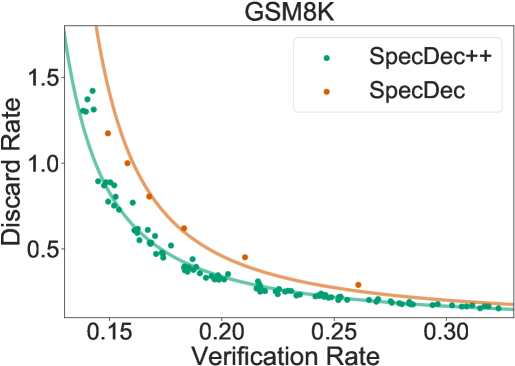 GSM8K
SpecDec++
SpecDec
Discard Rate
1.5
1.0
0.5
0.15
0.20
0.25
0.30
Verification Rate